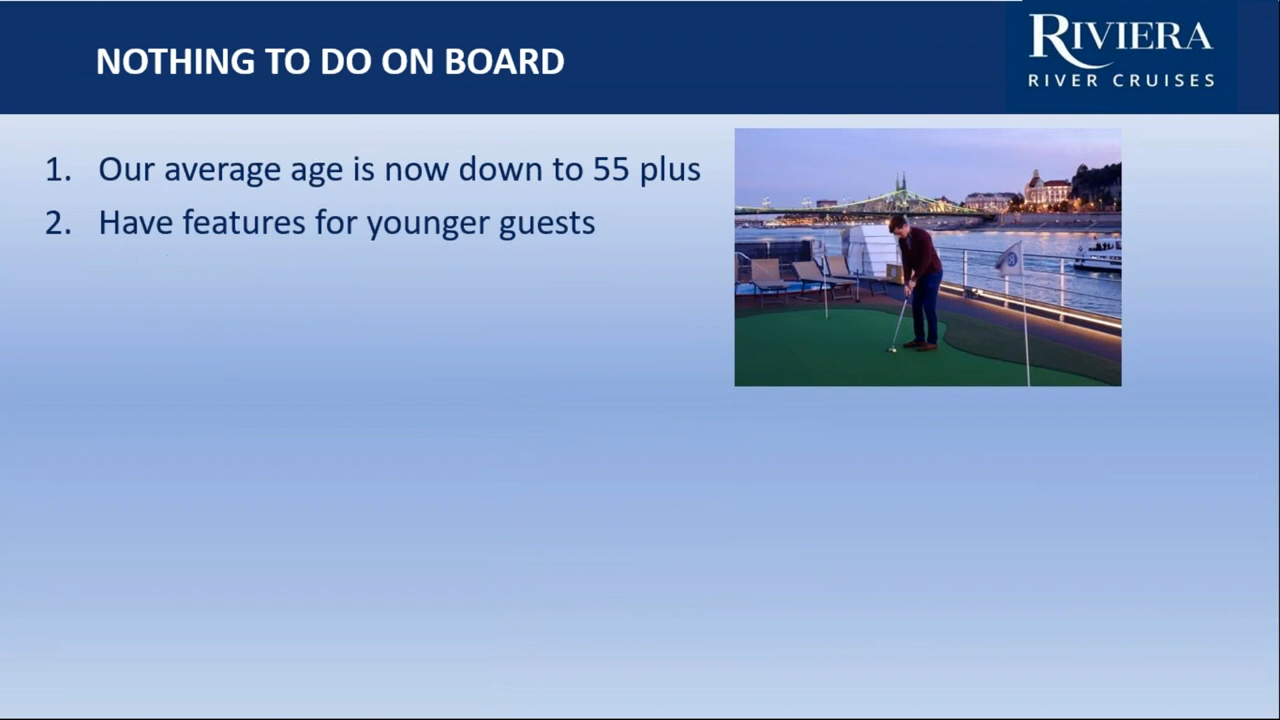 NOTHING TO DO ON BOARD
RIVIERA
RIVER CRUISES
1. Our average age is now down to 55 plus
2. Have features for younger guests